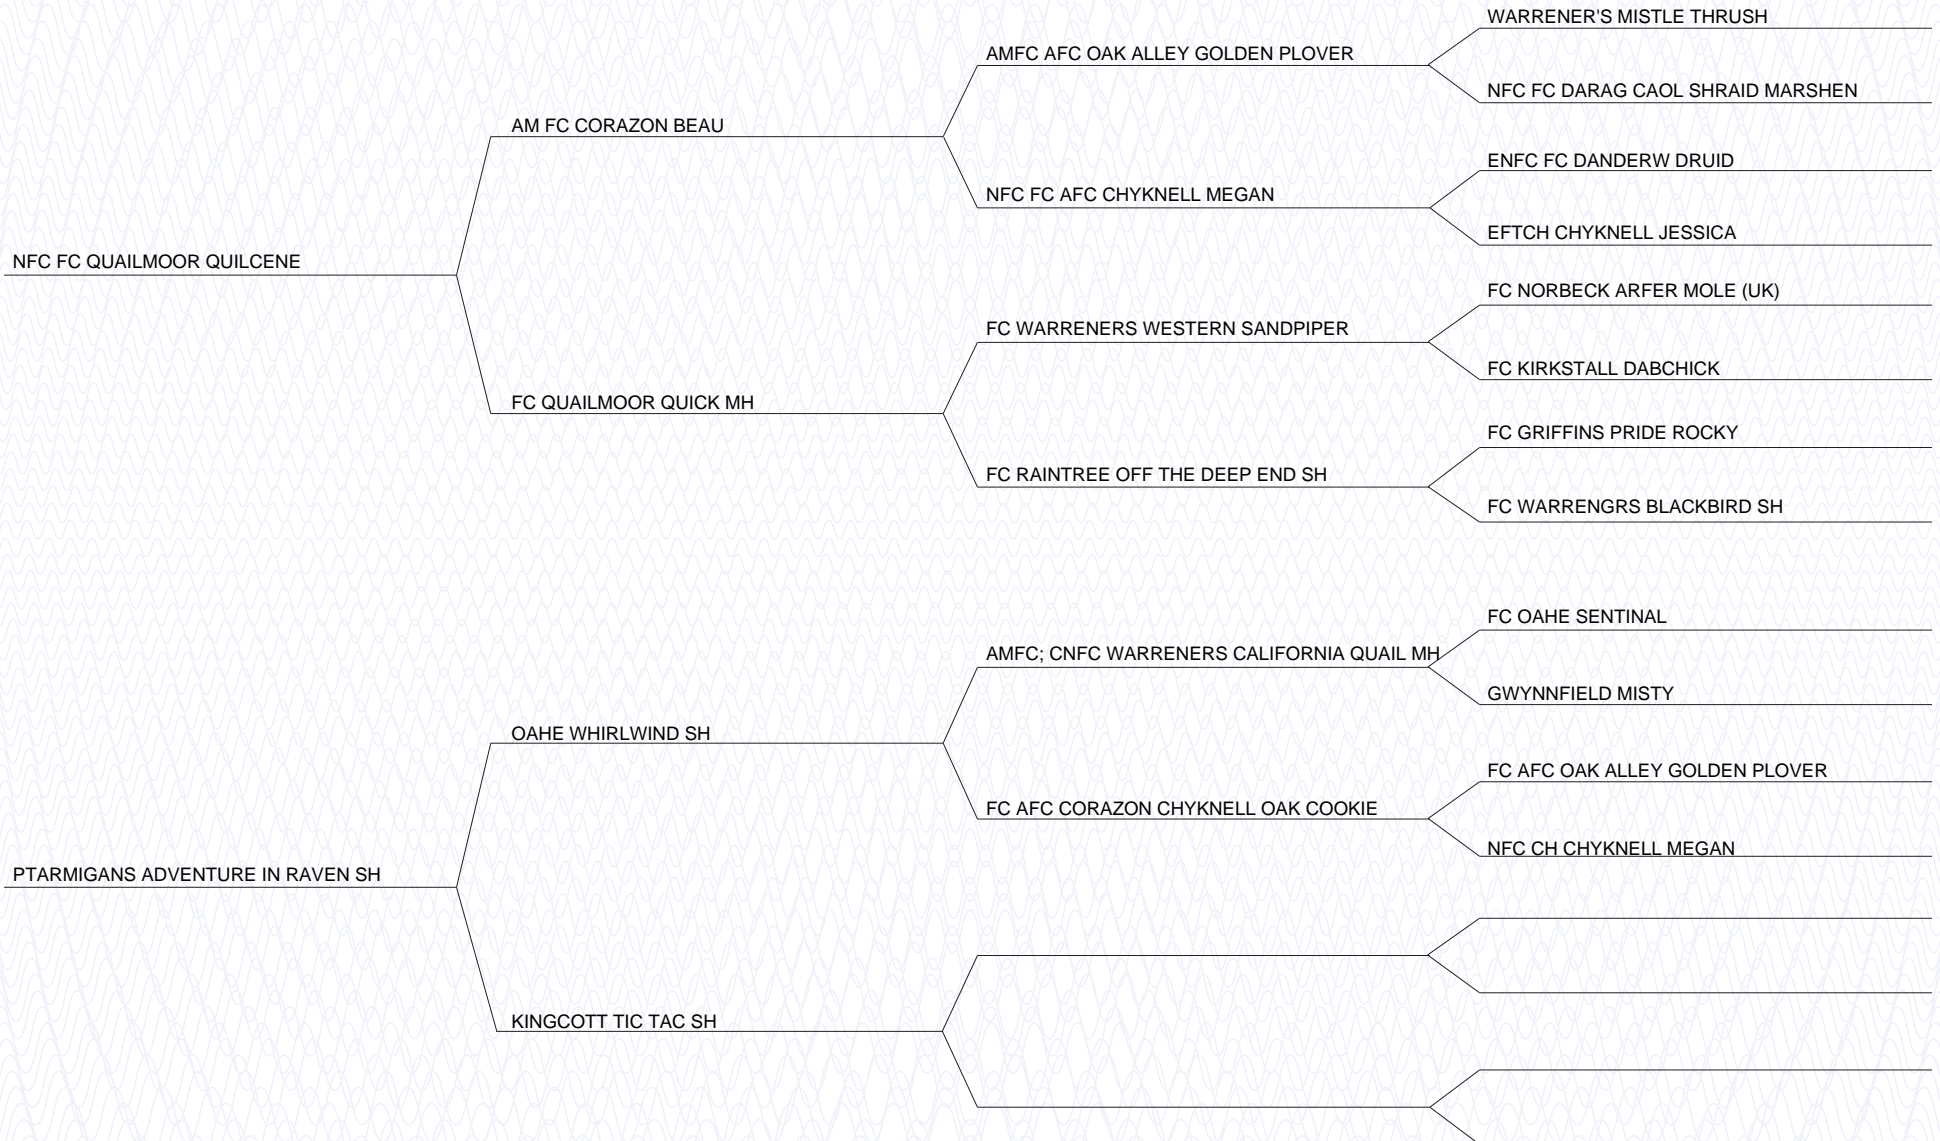 WARRENER'S MISTLE THRUSH
AMFC AFC OAK ALLEY GOLDEN PLOVER
NFC FC DARAG CAOL SHRAID MARSHEN
AM FC CORAZON BEAU
ENFC FC DANDERW DRUID
NFC FC AFC CHYKNELL MEGAN
EFTCH CHYKNELL JESSICA
NFC FC QUAILMOOR QUILCENE
FC NORBECK ARFER MOLE (UK)
FC WARRENERS WESTERN SANDPIPER
FC KIRKSTALL DABCHICK
FC QUAILMOOR QUICK MH
FC GRIFFINS PRIDE ROCKY
FC RAINTREE OFF THE DEEP END SH
FC WARRENGRS BLACKBIRD SH
FC OAHE SENTINAL
AMFC; CNFC WARRENERS CALIFORNIA QUAIL MH
GWYNNFIELD MISTY
OAHE WHIRLWIND SH
FC AFC OAK ALLEY GOLDEN PLOVER
FC AFC CORAZON CHYKNELL OAK COOKIE
NFC CH CHYKNELL MEGAN
PTARMIGANS ADVENTURE IN RAVEN SH
KINGCOTT TIC TAC SH